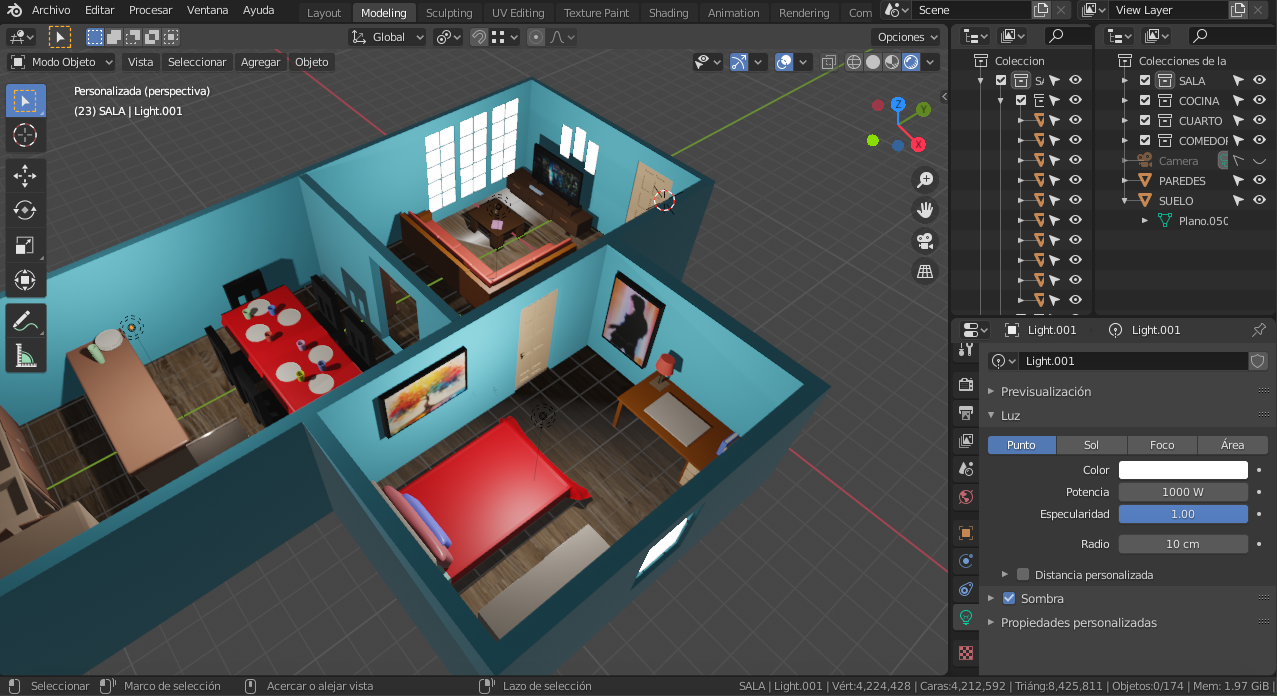 Archivo Editar Procesar Ventana Ayuda Layout Modeling Sculpting UV Editing Texture Paint Shading Animation Rendering Com Scene View Layer
Global Opciones
Modo Objeto Vista Seleccionar Agregar Objeto
Personalizada (perspectiva)
(23) SALA | Light.001
Z
Y
X
Coleccion
SA
Colecciones de la
SALA
COCINA
CUARTO
COMEDOR
Camera
PAREDES
SUELO
Plano.050
Light.001 Light.001
Light.001
Previsualización
Luz
Punto Sol Foco Área
Color
Potencia 1000 W
Especularidad 1.00
Radio 10 cm
Distancia personalizada
Sombra
Propiedades personalizadas
Seleccionar Marco de selección Acercar o alejar vista Lazo de selección SALA | Light.001 | Vért:4,224,428 | Caras:4,212,592 | Triáng:8,425,811 | Objetos:0/174 | Mem: 1.97 GiB